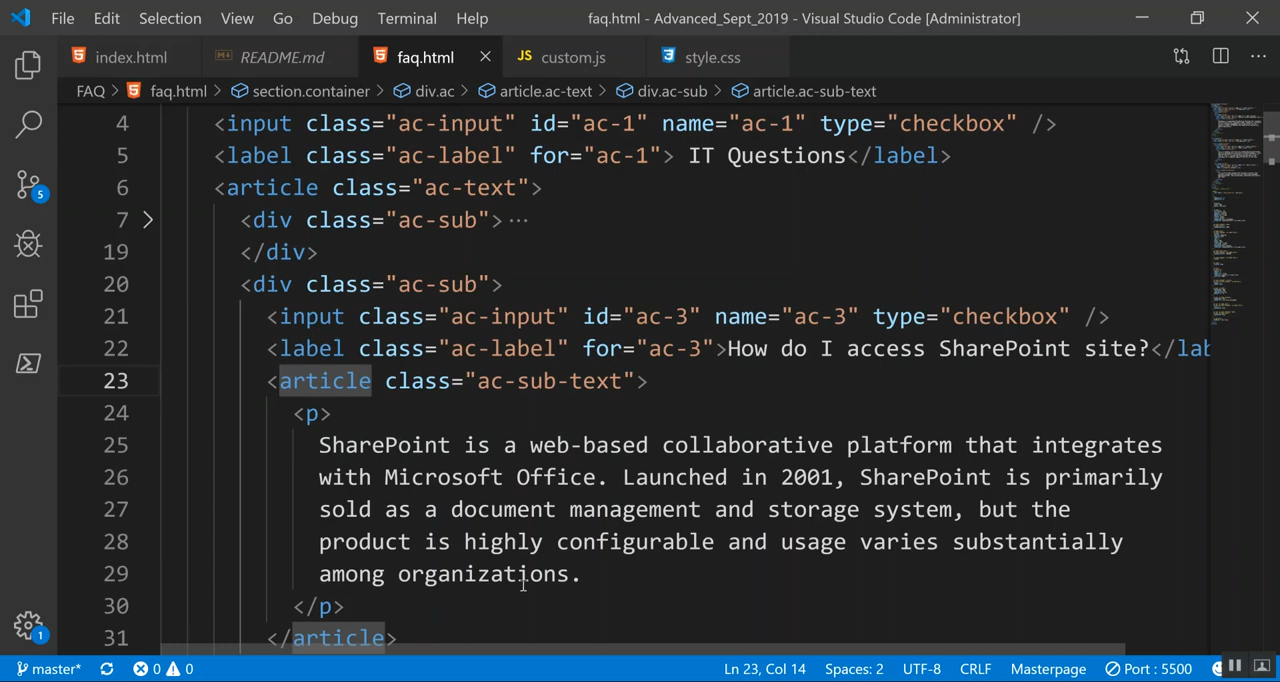 File Edit Selection View Go Debug Terminal Help faq.html - Advanced_Sept_2019 - Visual Studio Code [Administrator]
index.html README.md faq.html JS custom.js style.css
FAQ > faq.html > section.container > div.ac > article.ac-text > div.ac-sub > article.ac-sub-text
4 <input class="ac-input" id="ac-1" name="ac-1" type="checkbox" />
5 <label class="ac-label" for="ac-1"> IT Questions</label>
6 <article class="ac-text">
7 <div class="ac-sub">...
19 </div>
20 <div class="ac-sub">
21 <input class="ac-input" id="ac-3" name="ac-3" type="checkbox" />
22 <label class="ac-label" for="ac-3">How do I access SharePoint site?</lab
23 <article class="ac-sub-text">
24 <p>
25 SharePoint is a web-based collaborative platform that integrates
26 with Microsoft Office. Launched in 2001, SharePoint is primarily
27 sold as a document management and storage system, but the
28 product is highly configurable and usage varies substantially
29 among organizations.
30 </p>
31 </article>
5
1
master* 0 0 Ln 23, Col 14 Spaces: 2 UTF-8 CRLF Masterpage Port : 5500